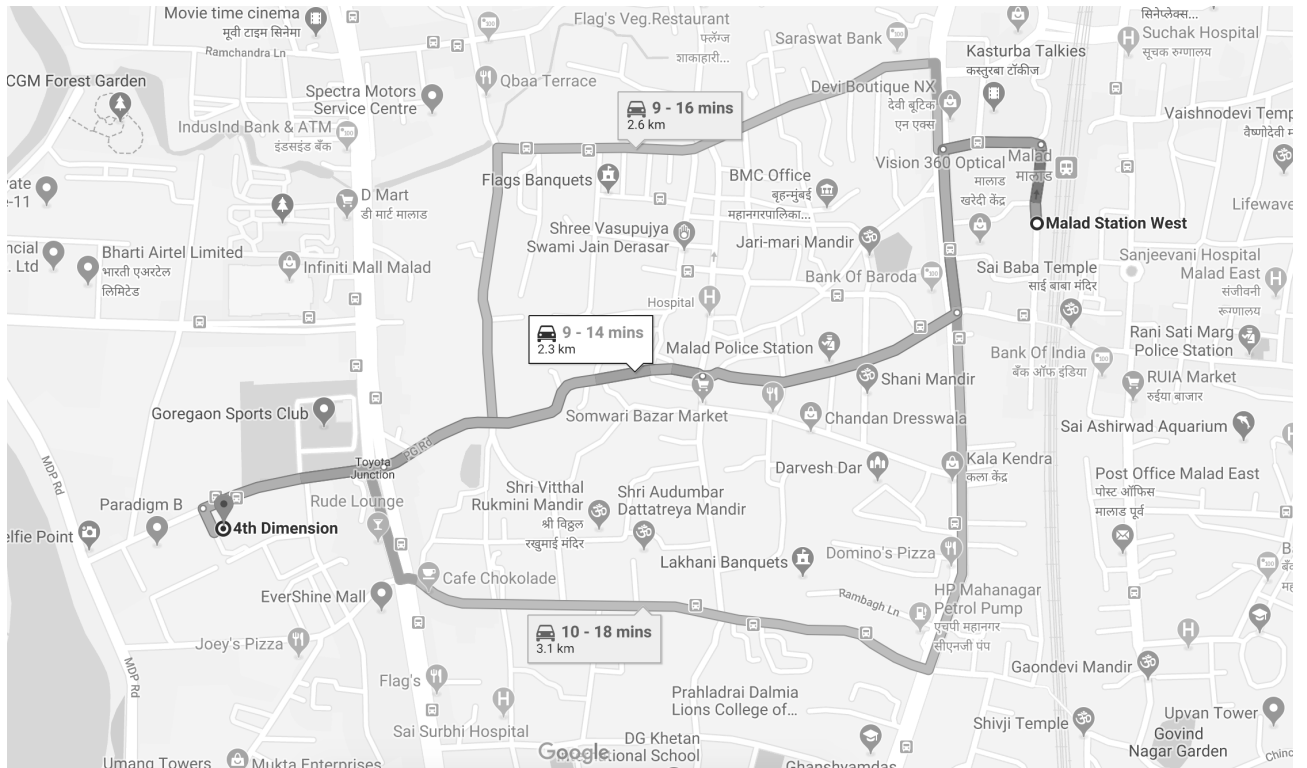 Movie time cinema
मूवी टाइम सिनेमा
Ramchandra Ln
Flag's Veg.Restaurant
फ्लॅग्ज
शाकाहारी...
Saraswat Bank
Kasturba Talkies
कस्तुरबा टॉकीज
सिनेप्लेक्स...
Suchak Hospital
सूचक रुग्णालय
CGM Forest Garden
Spectra Motors
Service Centre
Qbaa Terrace
9 - 16 mins
2.6 km
Devi Boutique NX
देवी बूटिक
एन एक्स
Vaishnodevi Temp
वैष्णोदेवी म
IndusInd Bank & ATM
इंडसइंड बँक
Flags Banquets
BMC Office
बृहन्मुंबई
महानगरपालिका...
Vision 360 Optical
Malad
मालाड
मालाड
खरेदी केंद्र
D Mart
डी मार्ट मालाड
Malad Station West
Lifewave
Shree Vasupujya
Swami Jain Derasar
Jari-mari Mandir
Bharti Airtel Limited
भारती एअरटेल
लिमिटेड
ncial
. Ltd
Infiniti Mall Malad
Bank Of Baroda
Sai Baba Temple
साई बाबा मंदिर
Sanjeevani Hospital
Malad East
संजीवनी
रूग्णालय
Hospital
9 - 14 mins
2.3 km
Malad Police Station
Rani Sati Marg
Police Station
Bank Of India
बँक ऑफ इंडिया
Shani Mandir
RUIA Market
रुईया बाजार
Goregaon Sports Club
Somwari Bazar Market
Chandan Dresswala
Sai Ashirwad Aquarium
PG Rd
Toyota
Junction
Darvesh Dar
Kala Kendra
कला केंद्र
Post Office Malad East
पोस्ट ऑफिस
मालाड पूर्व
MDP Rd
Paradigm B
Rude Lounge
Shri Vitthal
Rukmini Mandir
श्री विठ्ठल
रखुमाई मंदिर
Shri Audumbar
Dattatreya Mandir
4th Dimension
elfie Point
Lakhani Banquets
Domino's Pizza
Cafe Chokolade
EverShine Mall
Rambagh Ln
HP Mahanagar
Petrol Pump
एचपी महानगर
सीएनजी पंप
10 - 18 mins
3.1 km
Joey's Pizza
MDP Rd
Flag's
Gaondevi Mandir
Prahladrai Dalmia
Lions College of...
Sai Surbhi Hospital
Shivji Temple
Upvan Tower
Govind
Nagar Garden
DG Khetan
International School
Google
Umang Towers
Mukta Enterprises
Ghanshyamdas